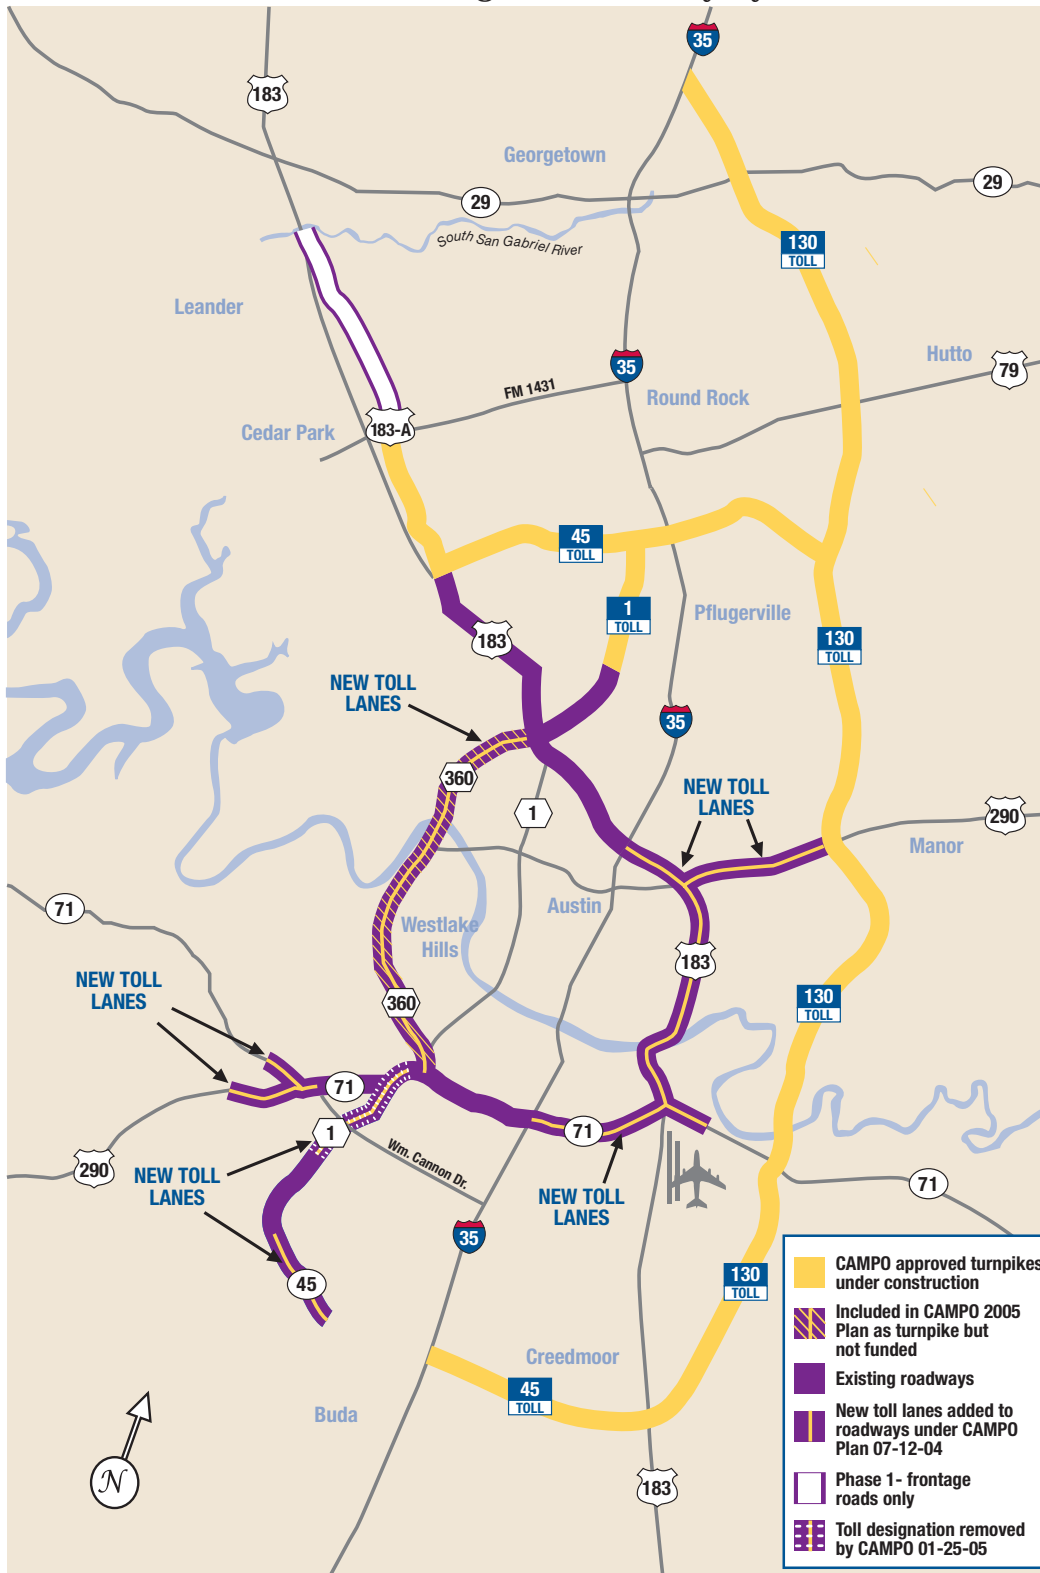 35
183
Georgetown
29
29
South San Gabriel River
130
TOLL
Leander
Hutto
79
35
FM 1431
Round Rock
183-A
Cedar Park
45
TOLL
1
TOLL
Pflugerville
183
130
TOLL
NEW TOLL
LANES
35
360
NEW TOLL
LANES
1
290
Manor
71
Austin
Westlake
Hills
183
NEW TOLL
LANES
360
130
TOLL
71
1
71
Wm. Cannon Dr.
290
NEW TOLL
LANES
NEW TOLL
LANES
71
35
45
130
TOLL
CAMPO approved turnpikes
under construction
Included in CAMPO 2005
Plan as turnpike but
not funded
Existing roadways
New toll lanes added to
roadways under CAMPO
Plan 07-12-04
Phase 1- frontage
roads only
Toll designation removed
by CAMPO 01-25-05
Creedmoor
45
TOLL
Buda
N
183